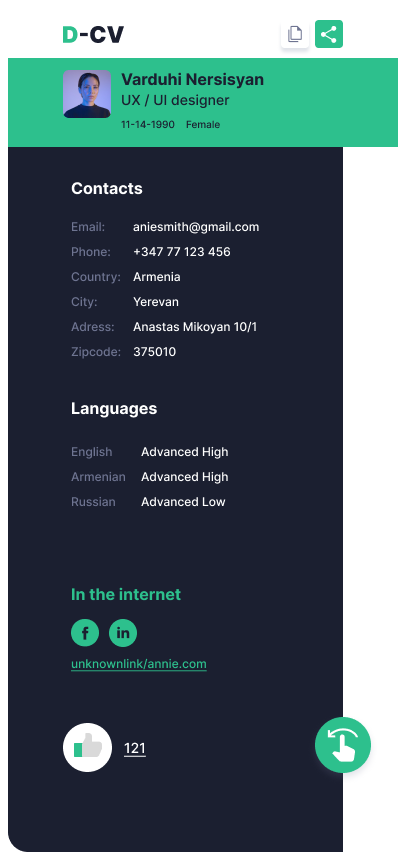 D-CV
Varduhi Nersisyan
UX / UI designer
11-14-1990 Female
Contacts
Email: aniesmith@gmail.com
Phone: +347 77 123 456
Country: Armenia
City: Yerevan
Adress: Anastas Mikoyan 10/1
Zipcode: 375010
Languages
English Advanced High
Armenian Advanced High
Russian Advanced Low
In the internet
f in
unknownlink/annie.com
121